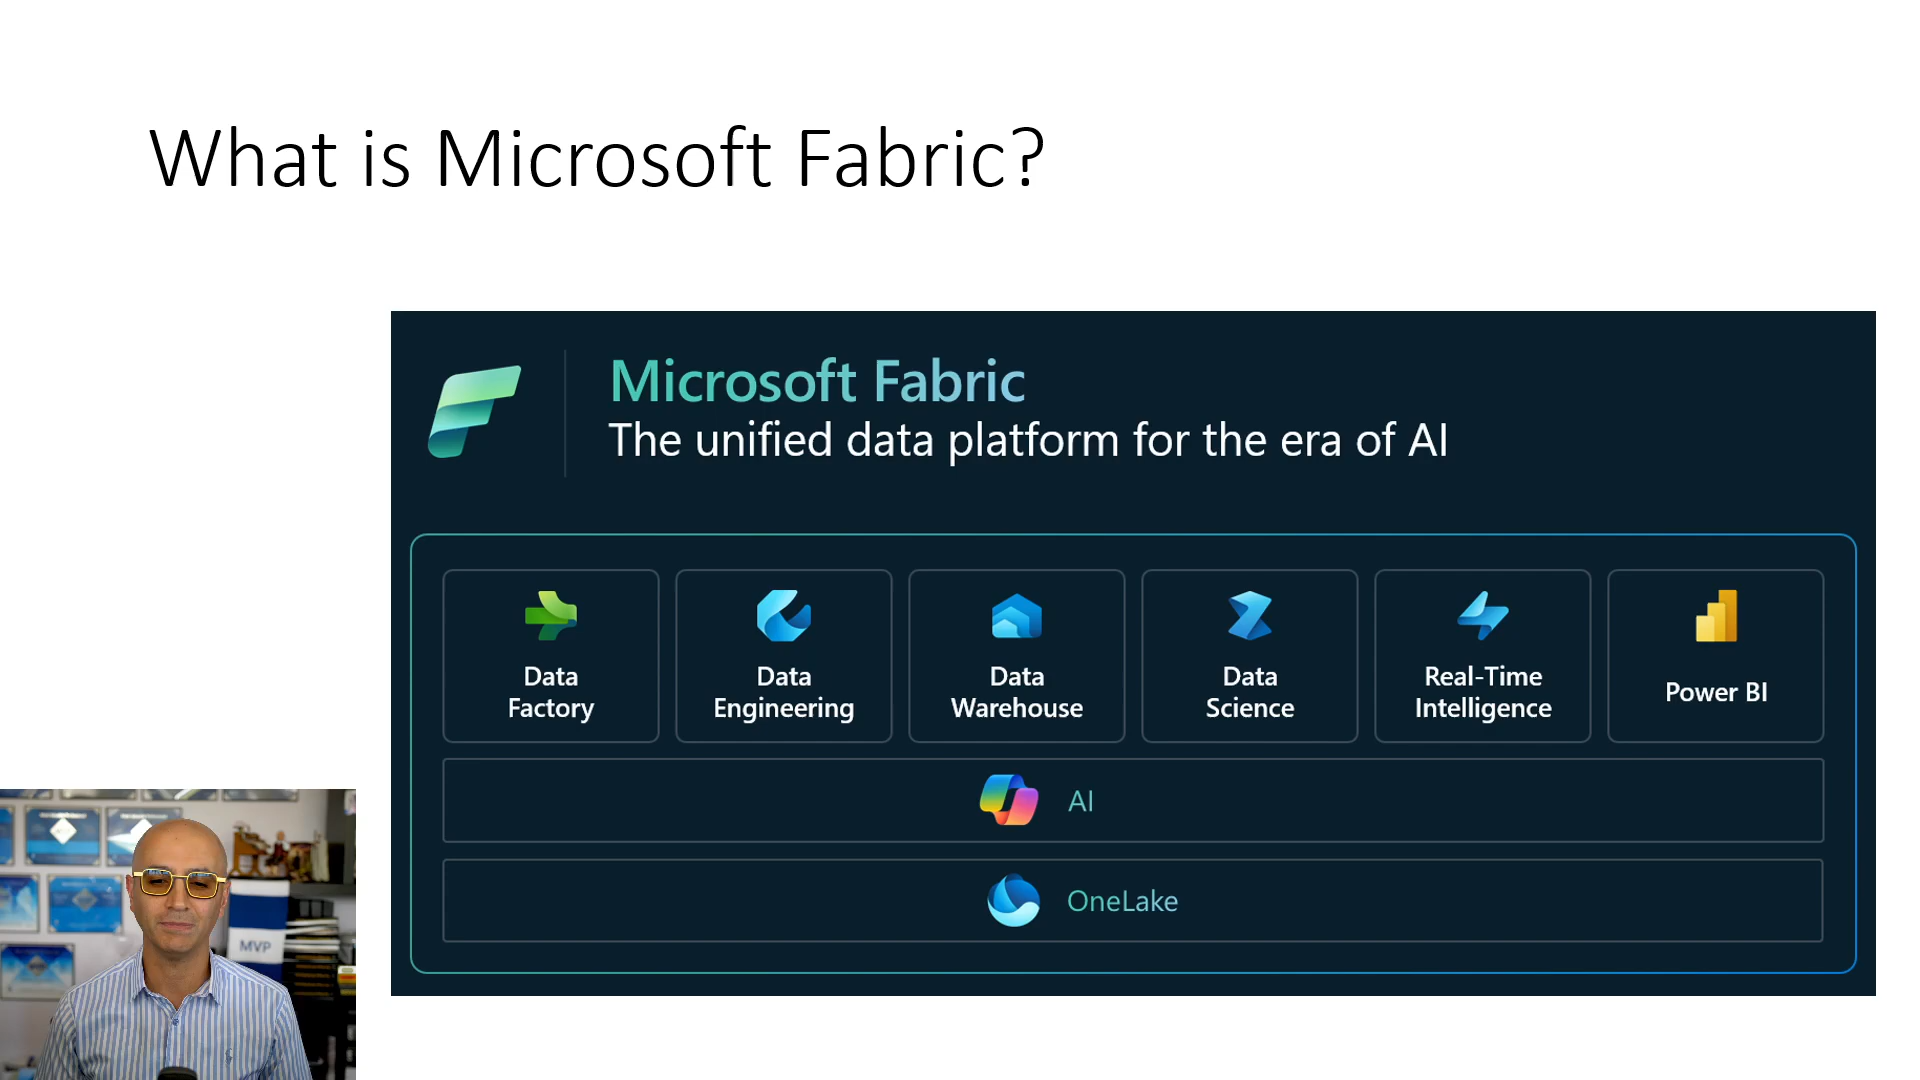 What is Microsoft Fabric?
Microsoft Fabric
The unified data platform for the era of AI
Data
Factory
Data
Engineering
Data
Warehouse
Data
Science
Real-Time
Intelligence
Power BI
AI
OneLake
MVP